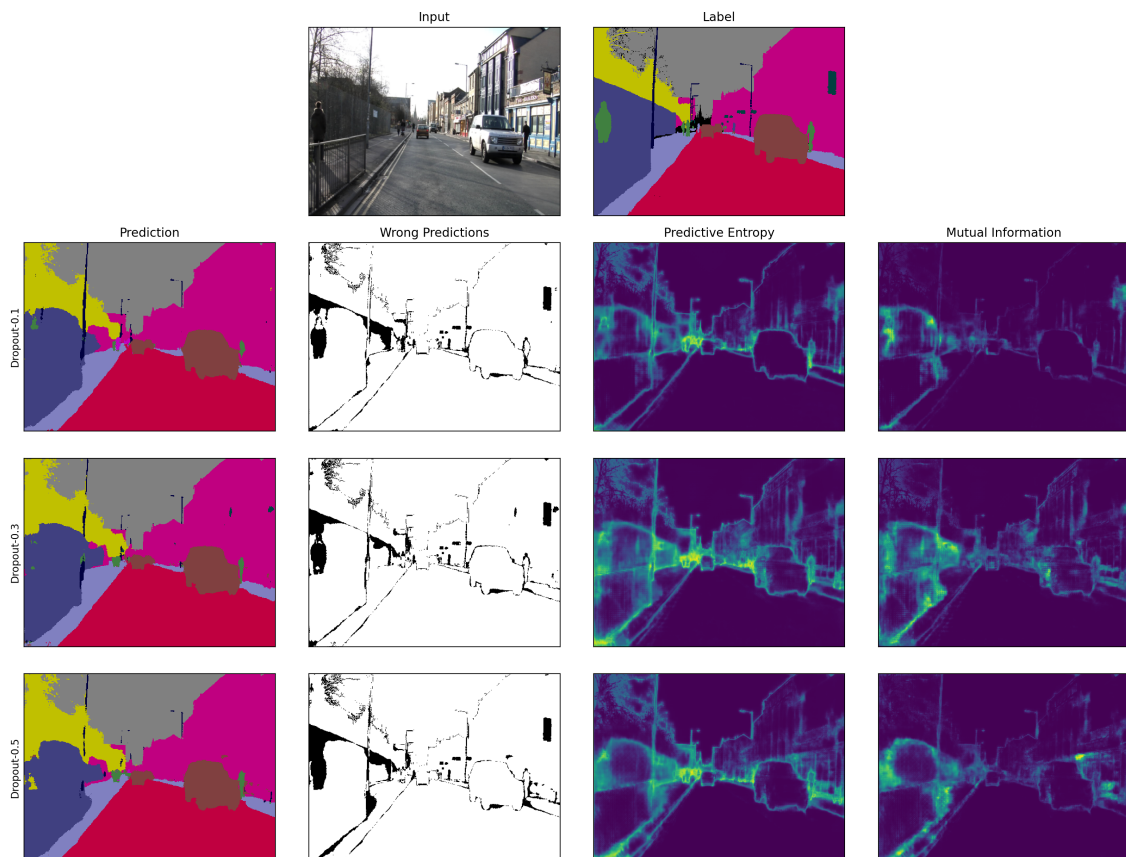 Input
Label
Prediction
Wrong Predictions
Predictive Entropy
Mutual Information
Dropout-0.1
Dropout-0.3
Dropout-0.5